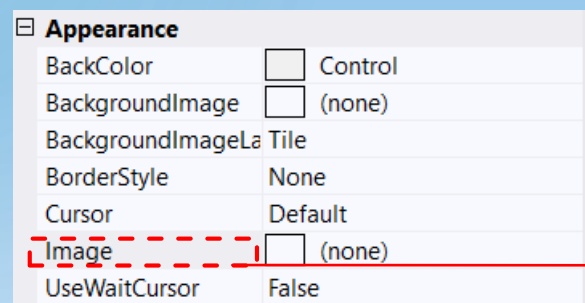 Appearance
BackColor Control
BackgroundImage (none)
BackgroundImageLa Tile
BorderStyle None
Cursor Default
Image (none)
UseWaitCursor False